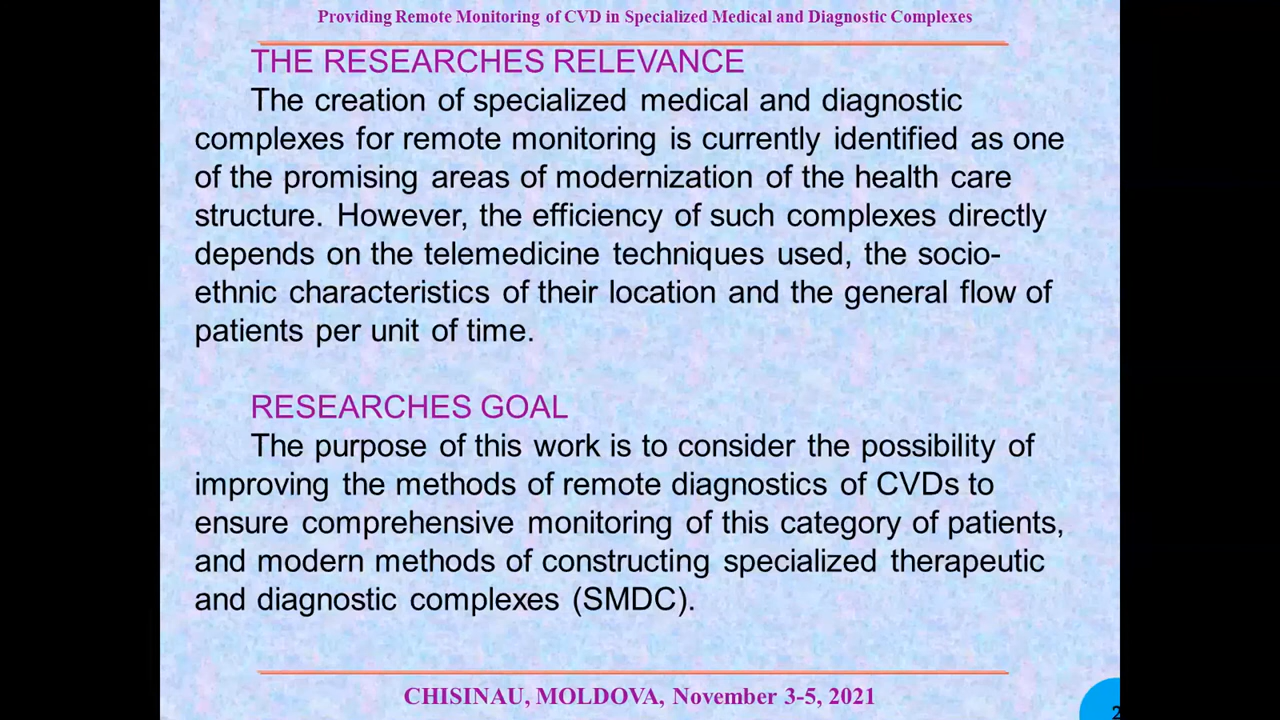 Providing Remote Monitoring of CVD in Specialized Medical and Diagnostic Complexes
THE RESEARCHES RELEVANCE
The creation of specialized medical and diagnostic
complexes for remote monitoring is currently identified as one
of the promising areas of modernization of the health care
structure. However, the efficiency of such complexes directly
depends on the telemedicine techniques used, the socio-
ethnic characteristics of their location and the general flow of
patients per unit of time.
RESEARCHES GOAL
The purpose of this work is to consider the possibility of
improving the methods of remote diagnostics of CVDs to
ensure comprehensive monitoring of this category of patients,
and modern methods of constructing specialized therapeutic
and diagnostic complexes (SMDC).
CHISINAU, MOLDOVA, November 3-5, 2021
2